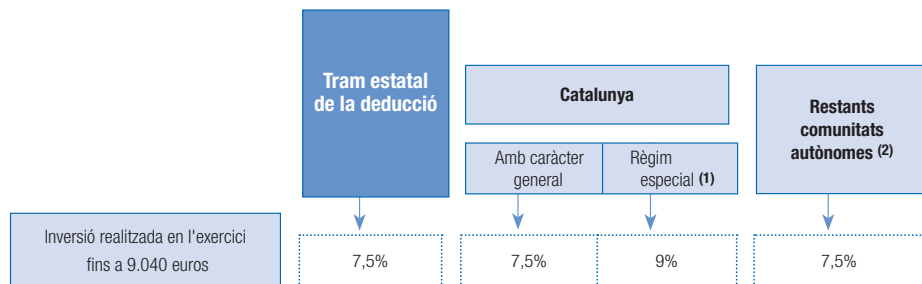 Tram estatal
de la deducció
Catalunya
Amb caràcter
general
Règim
especial (1)
Restants
comunitats
autònomes (2)
Inversió realitzada en l'exercici
fins a 9.040 euros
7,5%
7,5%
9%
7,5%